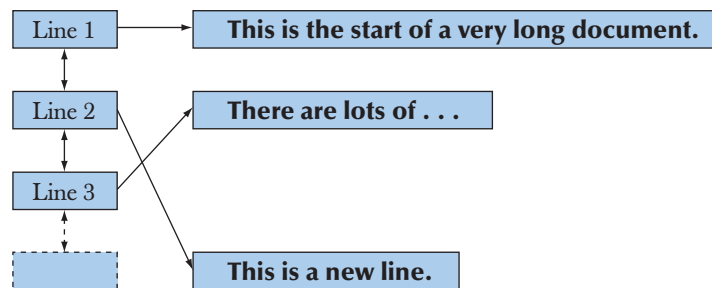 Line 1 This is the start of a very long document.
Line 2 There are lots of . . .
Line 3
This is a new line.